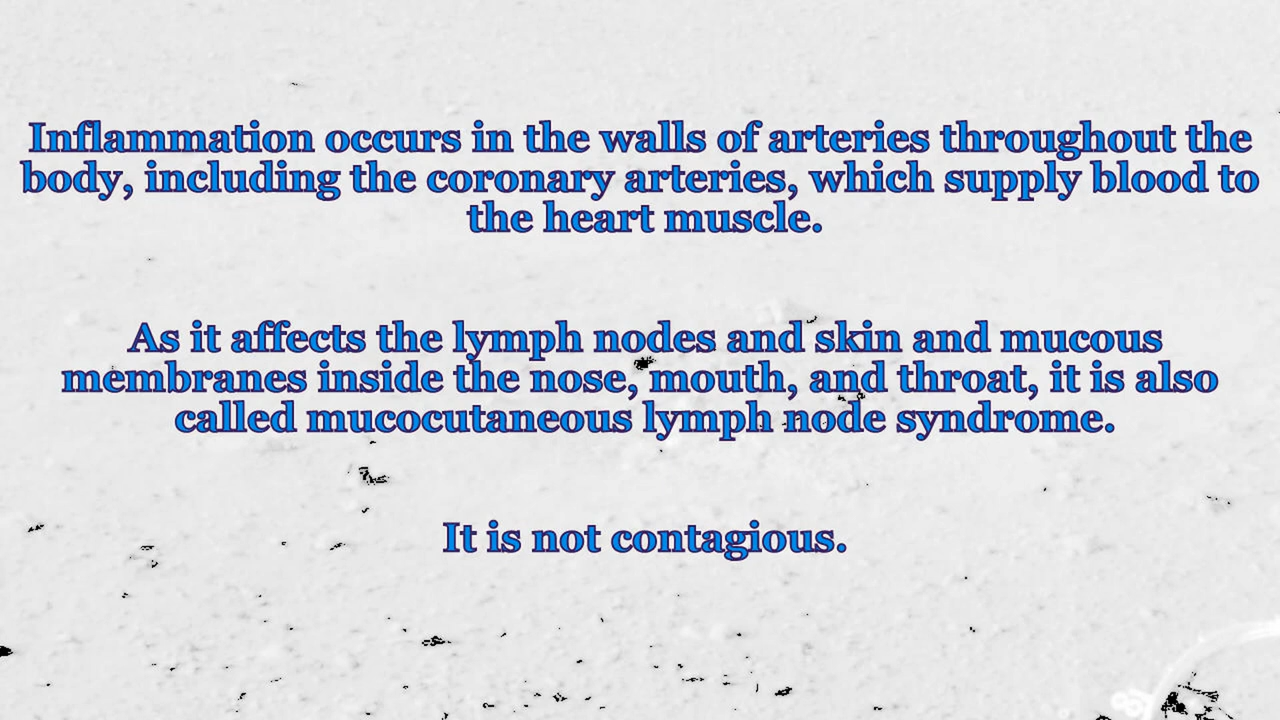 Inflammation occurs in the walls of arteries throughout the
body, including the coronary arteries, which supply blood to
the heart muscle.
As it affects the lymph nodes and skin and mucous
membranes inside the nose, mouth, and throat, it is also
called mucocutaneous lymph node syndrome.
It is not contagious.